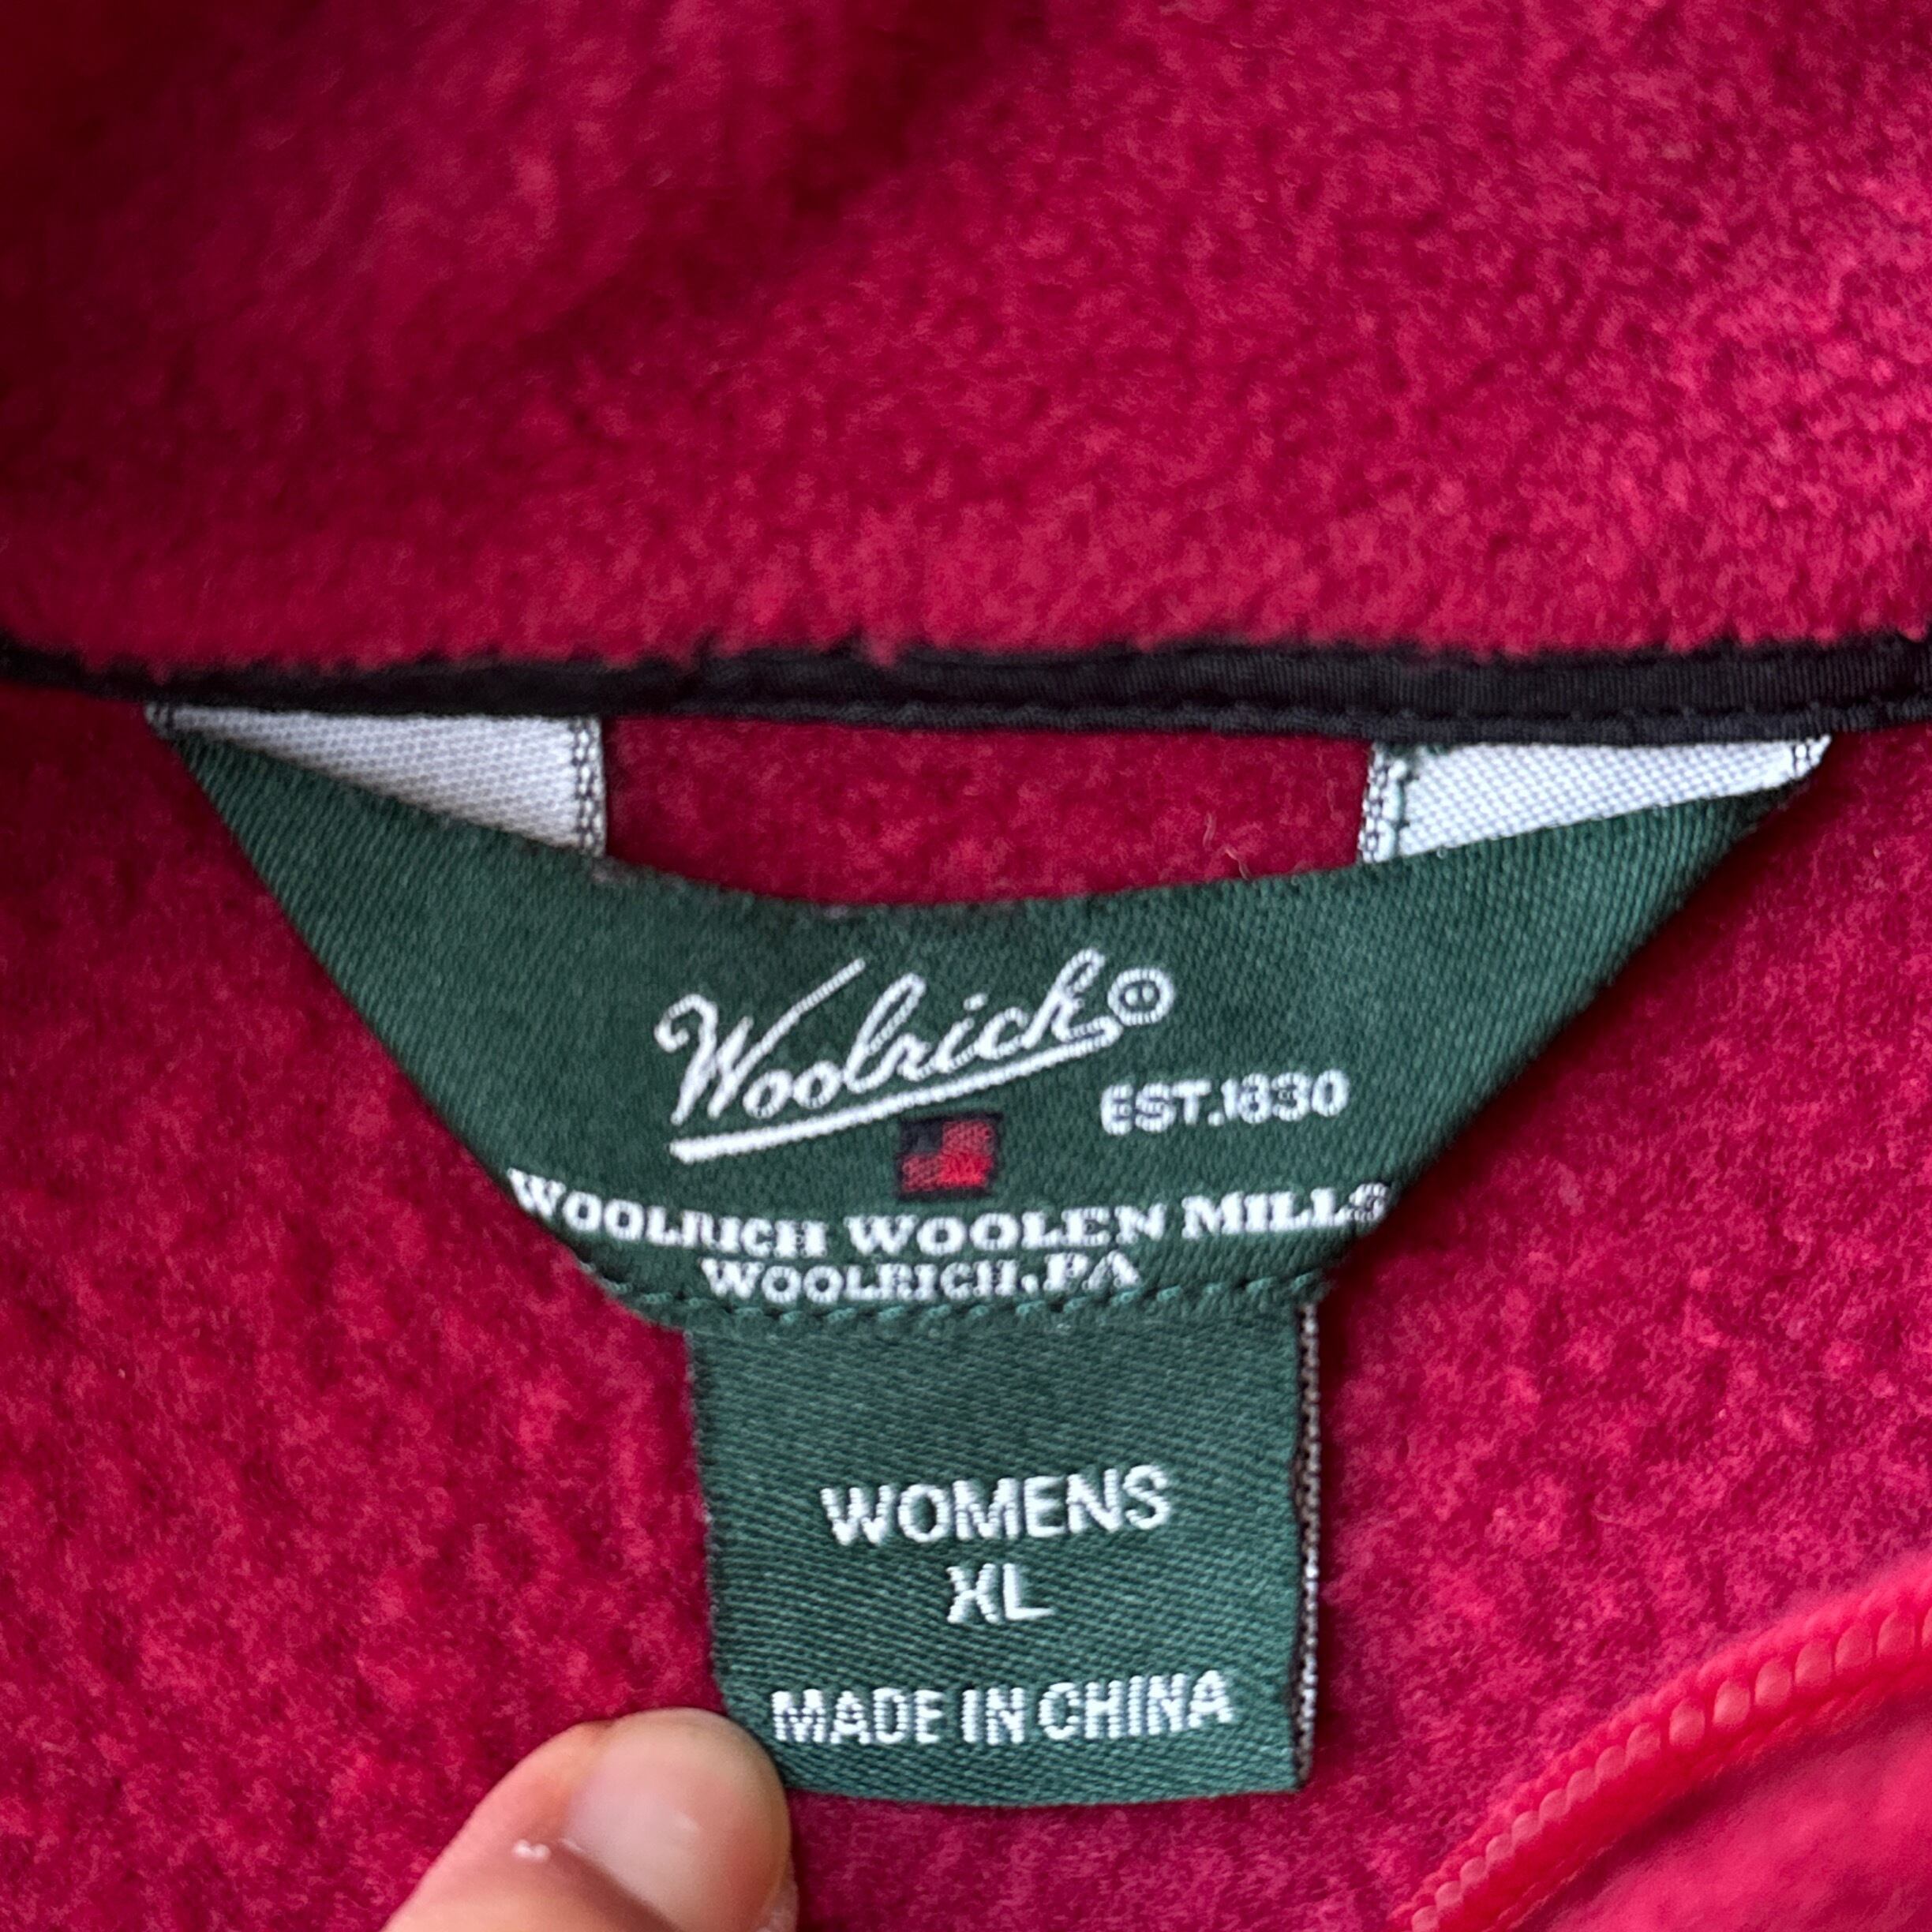 Woolrich®
EST.1830
WOOLRICH WOOLEN MILLS
WOOLRICH, PA
WOMENS
XL
MADE IN CHINA